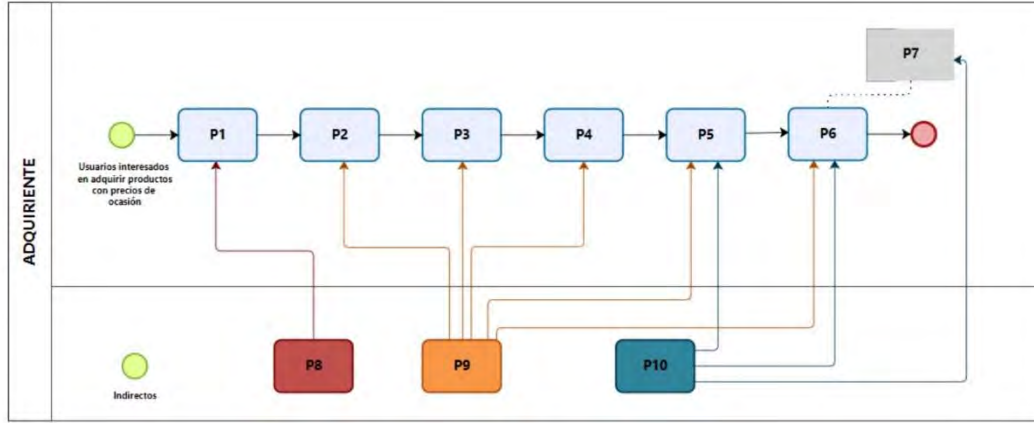 ADQUIRIENTE
P7
P1
P2
P3
P4
P5
P6
Usuarios interesados
en adquirir productos
con precios de
ocasión
P8
P9
P10
Indirectos